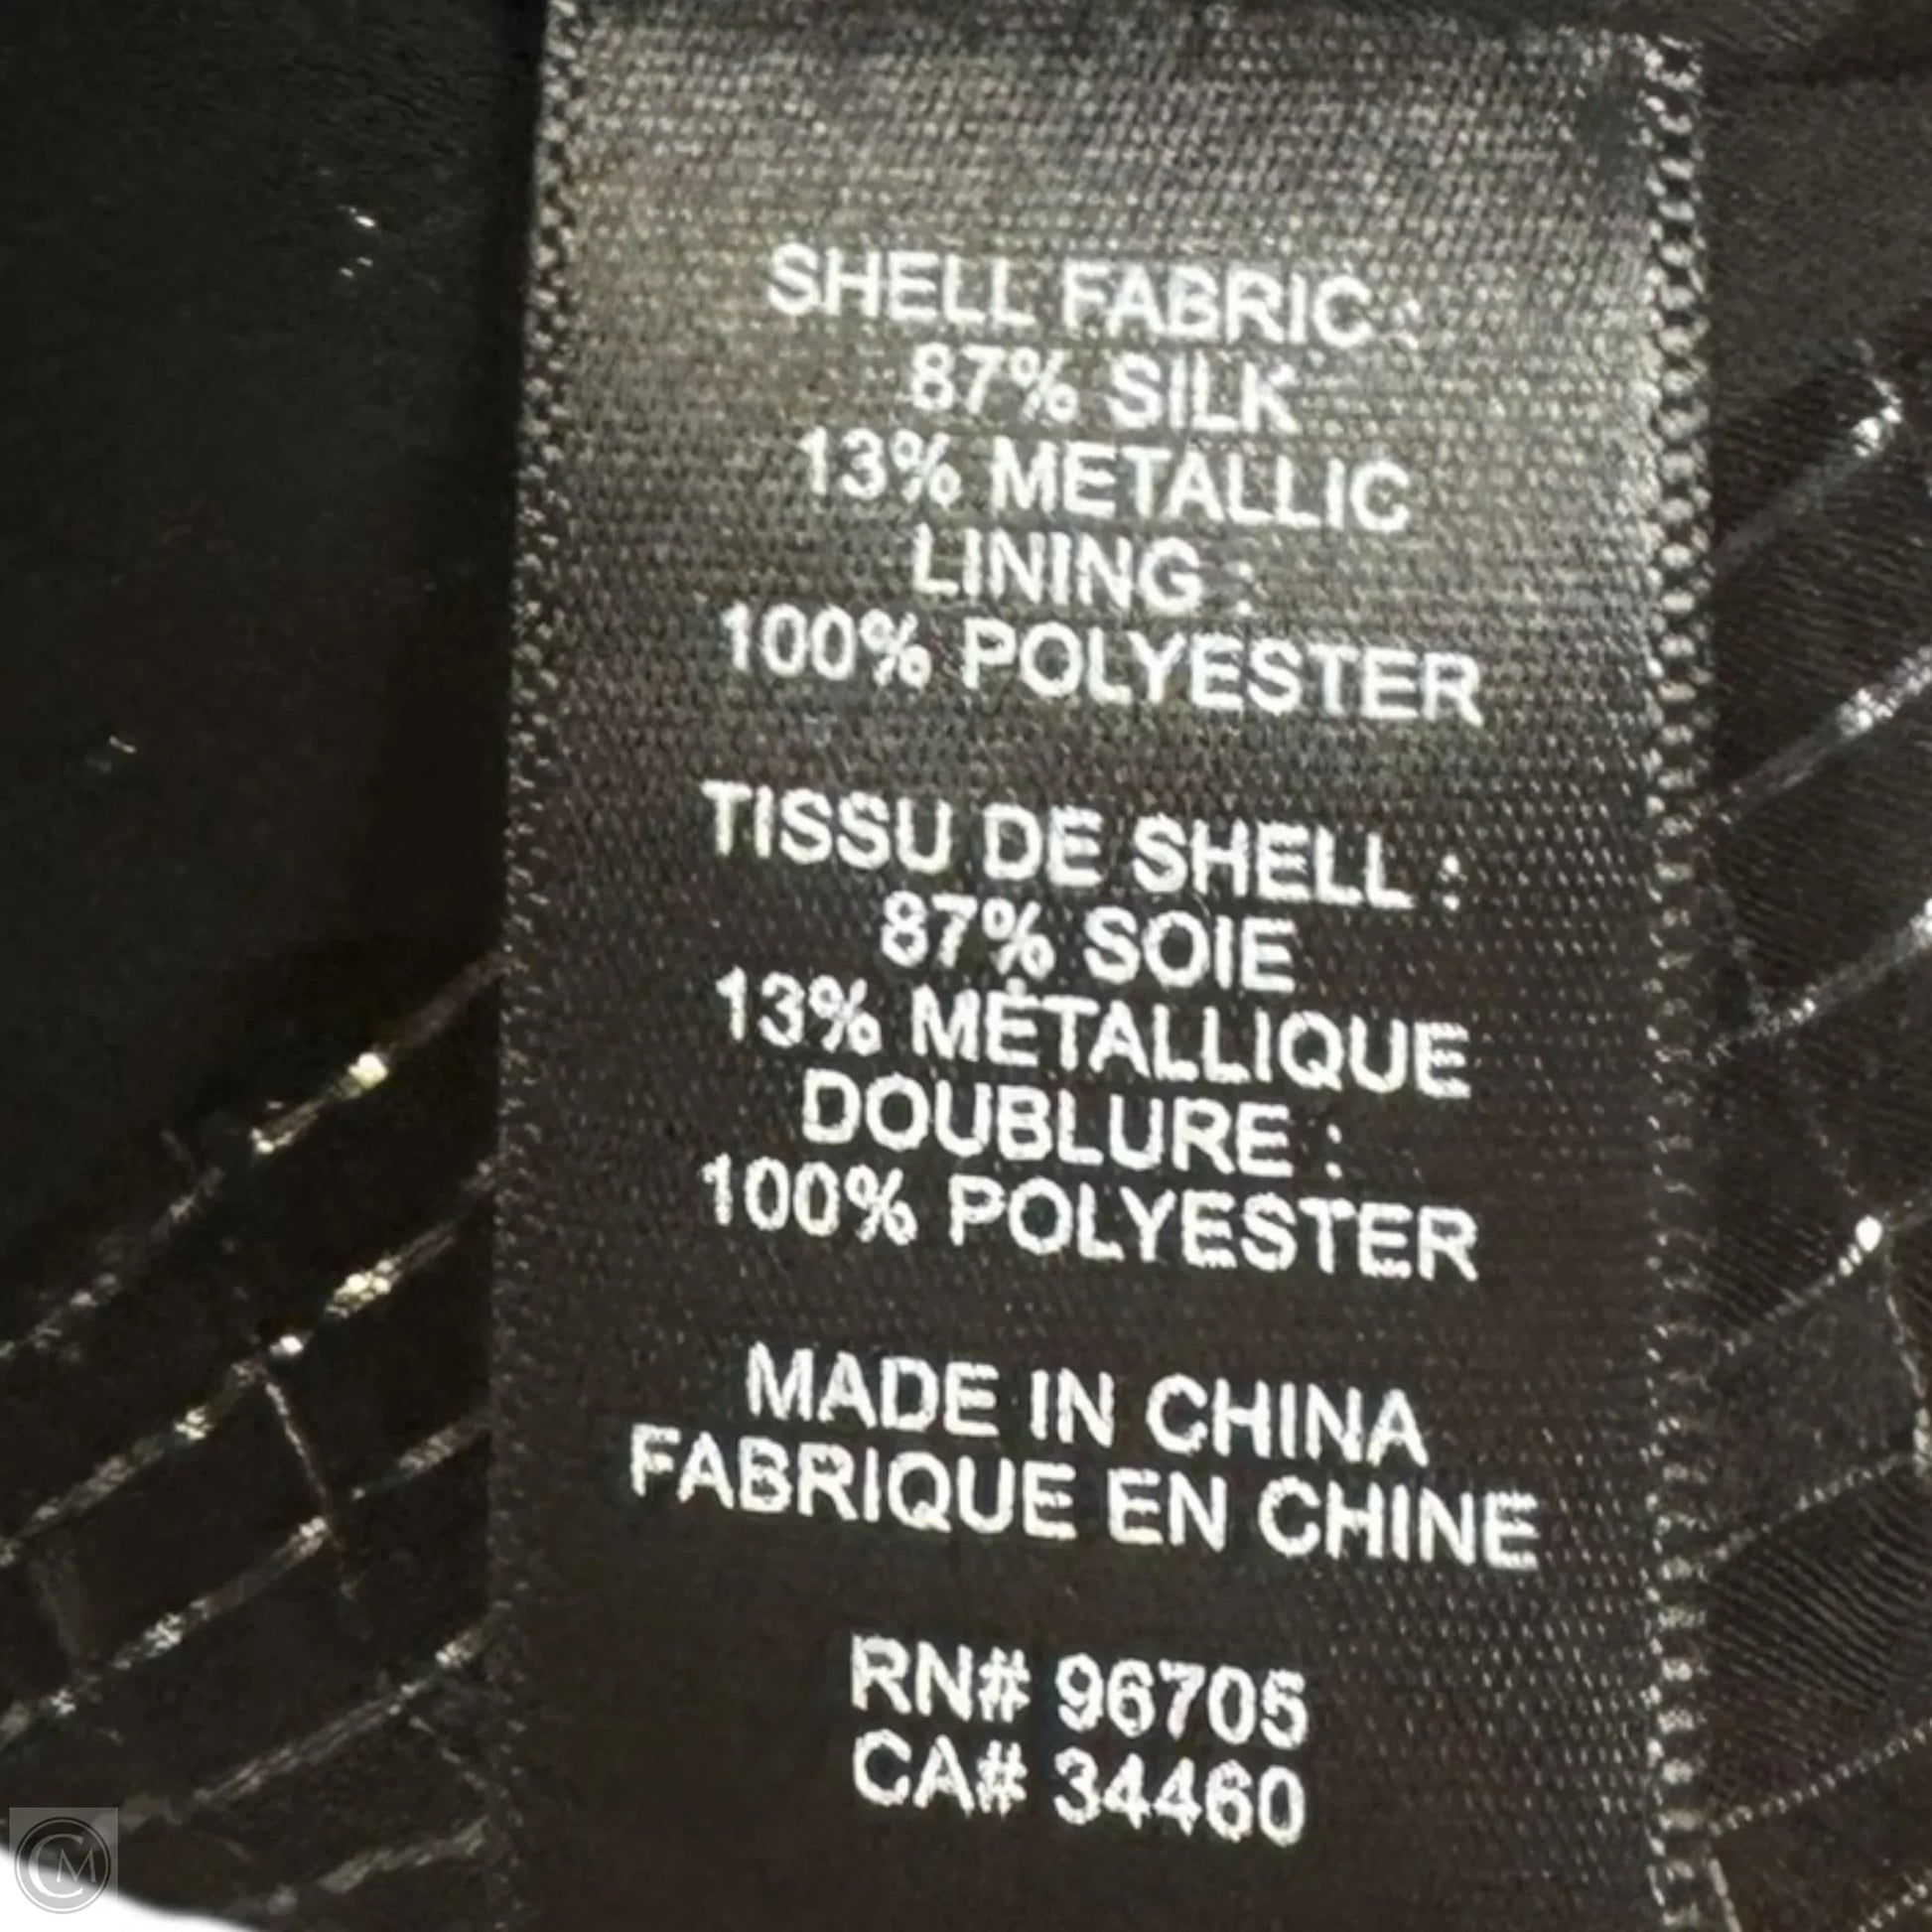 SHELL FABRIC :
87% SILK
13% METALLIC
LINING :
100% POLYESTER
TISSU DE SHELL :
87% SOIE
13% MÉTALLIQUE
DOUBLURE :
100% POLYESTER
MADE IN CHINA
FABRIQUE EN CHINE
RN# 96705
CA# 34460
CM